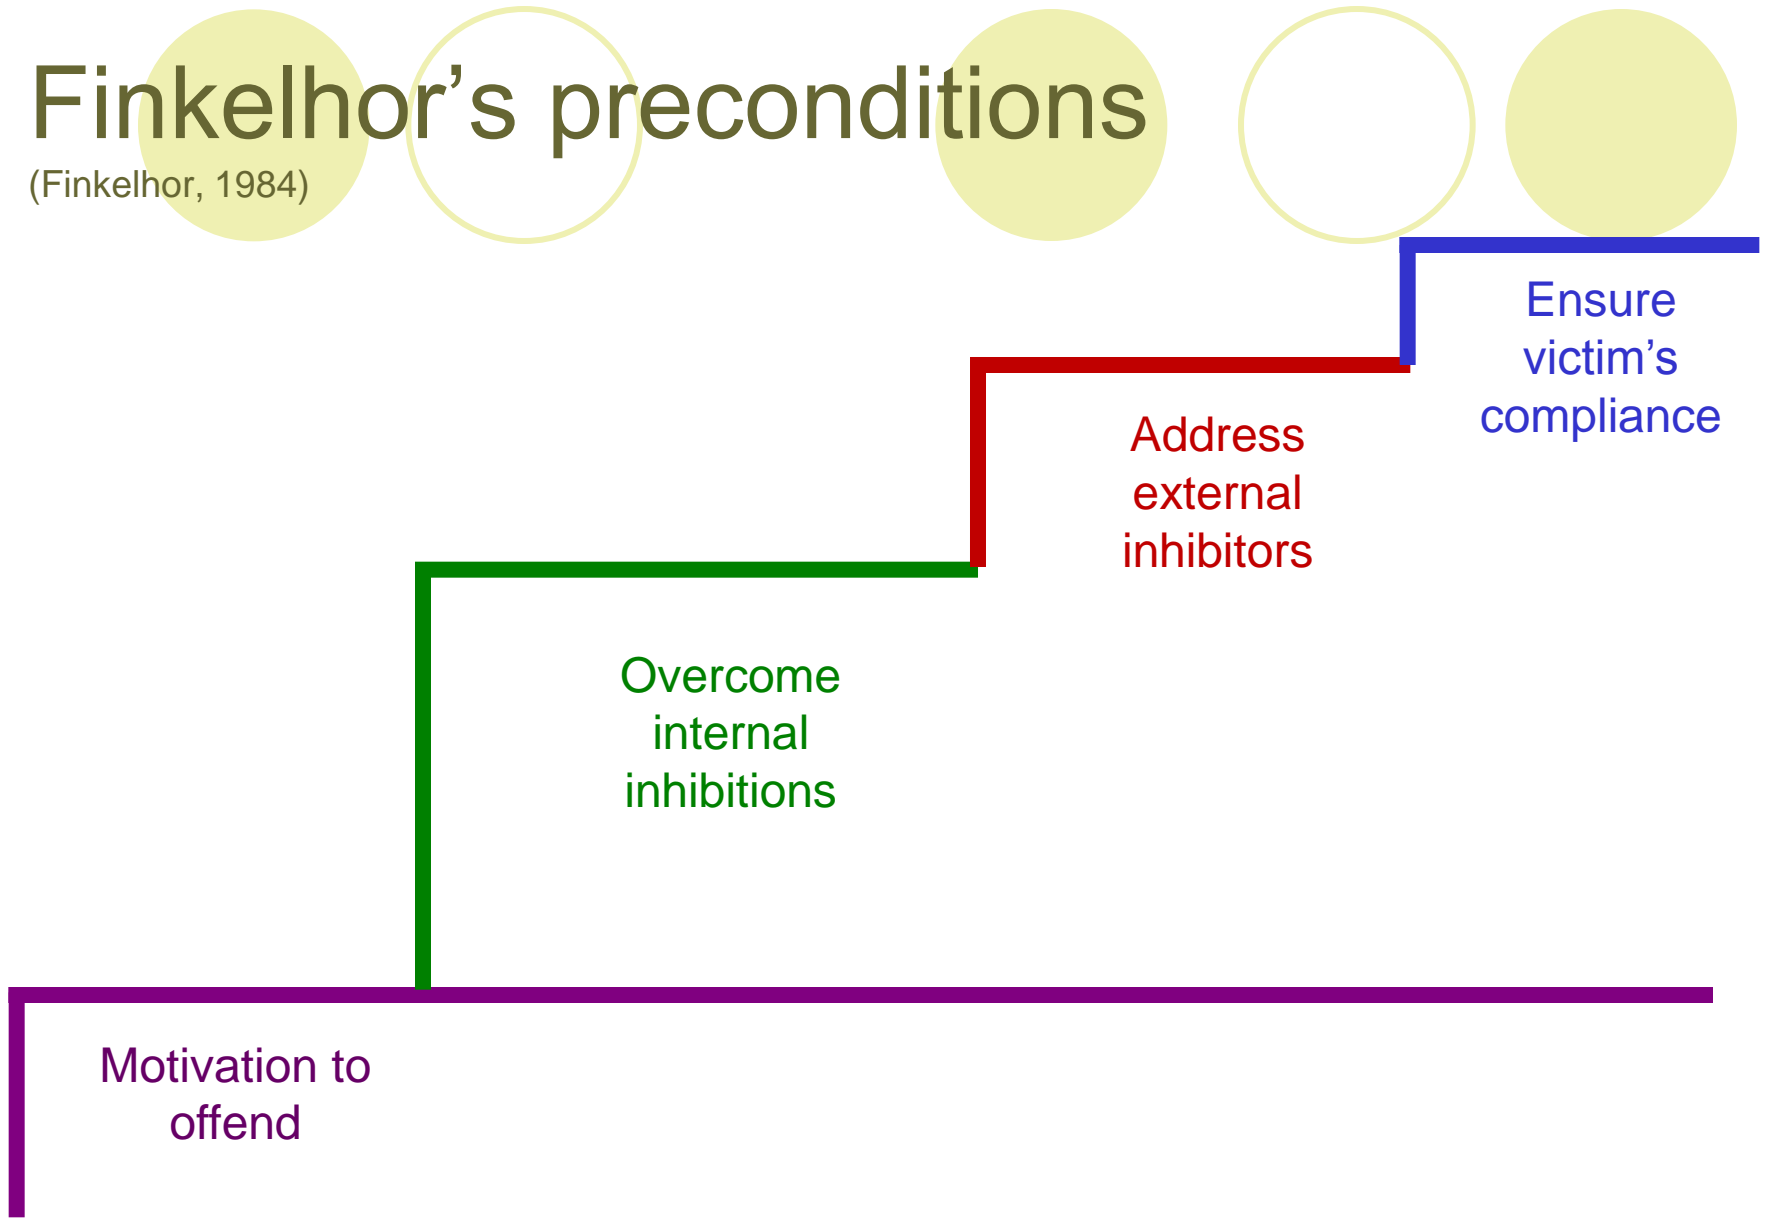 Finkelhor’s preconditions
(Finkelhor, 1984)
Ensure
victim’s
compliance
Address
external
inhibitors
Overcome
internal
inhibitions
Motivation to
offend